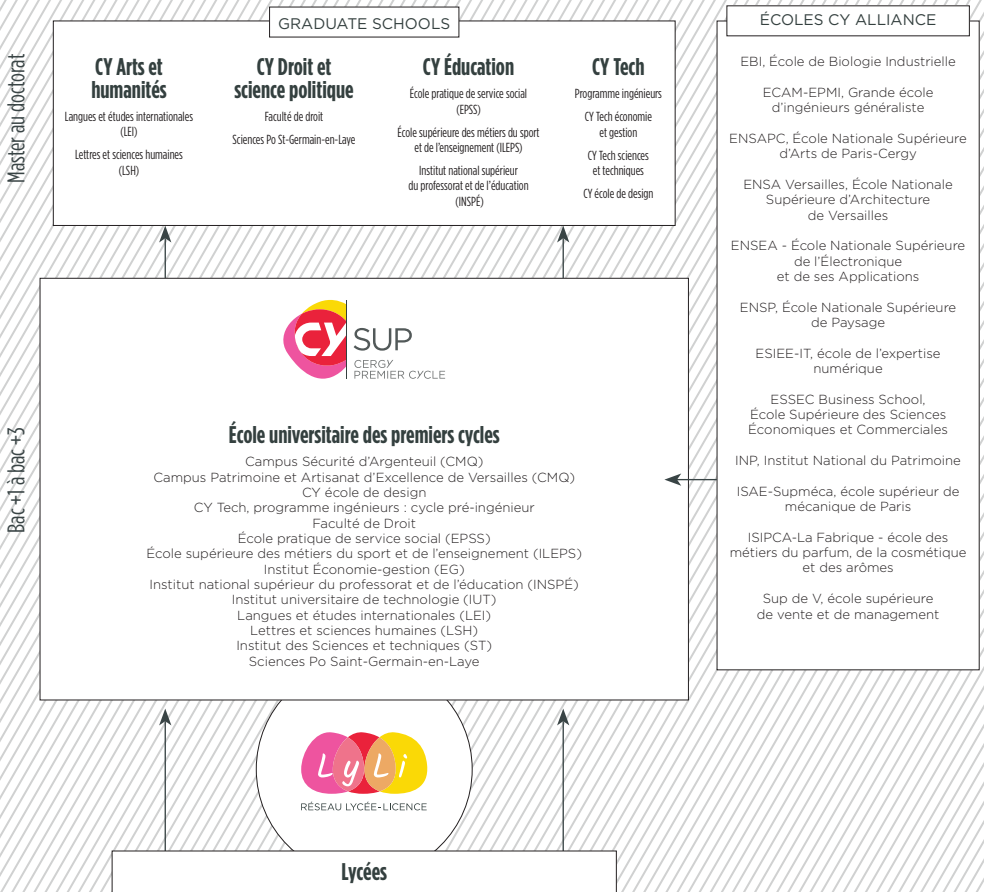 GRADUATE SCHOOLS
Master au doctorat
CY Arts et
humanités
Langues et études internationales
(LEI)
Lettres et sciences humaines
(LSH)
CY Droit et
science politique
Faculté de droit
Sciences Po St-Germain-en-Laye
CY Éducation
École pratique de service social
(EPSS)
École supérieure des métiers du sport
et de l'enseignement (ILEPS)
Institut national supérieur
du professorat et de l'éducation
(INSPÉ)
CY Tech
Programme ingénieurs
CY Tech économie
et gestion
CY Tech sciences
et techniques
CY école de design
Bac +1 à bac +3
CY SUP
CERGY
PREMIER CYCLE
École universitaire des premiers cycles
Campus Sécurité d'Argenteuil (CMQ)
Campus Patrimoine et Artisanat d'Excellence de Versailles (CMQ)
CY école de design
CY Tech, programme ingénieurs : cycle pré-ingénieur
Faculté de Droit
École pratique de service social (EPSS)
École supérieure des métiers du sport et de l'enseignement (ILEPS)
Institut Économie-gestion (EG)
Institut national supérieur du professorat et de l'éducation (INSPÉ)
Institut universitaire de technologie (IUT)
Langues et études internationales (LEI)
Lettres et sciences humaines (LSH)
Institut des Sciences et techniques (ST)
Sciences Po Saint-Germain-en-Laye
LyLi
RÉSEAU LYCÉE-LICENCE
Lycées
ÉCOLES CY ALLIANCE
EBI, École de Biologie Industrielle
ECAM-EPMI, Grande école
d'ingénieurs généraliste
ENSAPC, École Nationale Supérieure
d'Arts de Paris-Cergy
ENSA Versailles, École Nationale
Supérieure d'Architecture
de Versailles
ENSEA - École Nationale Supérieure
de l'Électronique
et de ses Applications
ENSP, École Nationale Supérieure
de Paysage
ESIEE-IT, école de l'expertise
numérique
ESSEC Business School,
École Supérieure des Sciences
Économiques et Commerciales
INP, Institut National du Patrimoine
ISAE-Supméca, école supérieur de
mécanique de Paris
ISIPCA-La Fabrique - école des
métiers du parfum, de la cosmétique
et des arômes
Sup de V, école supérieure
de vente et de management